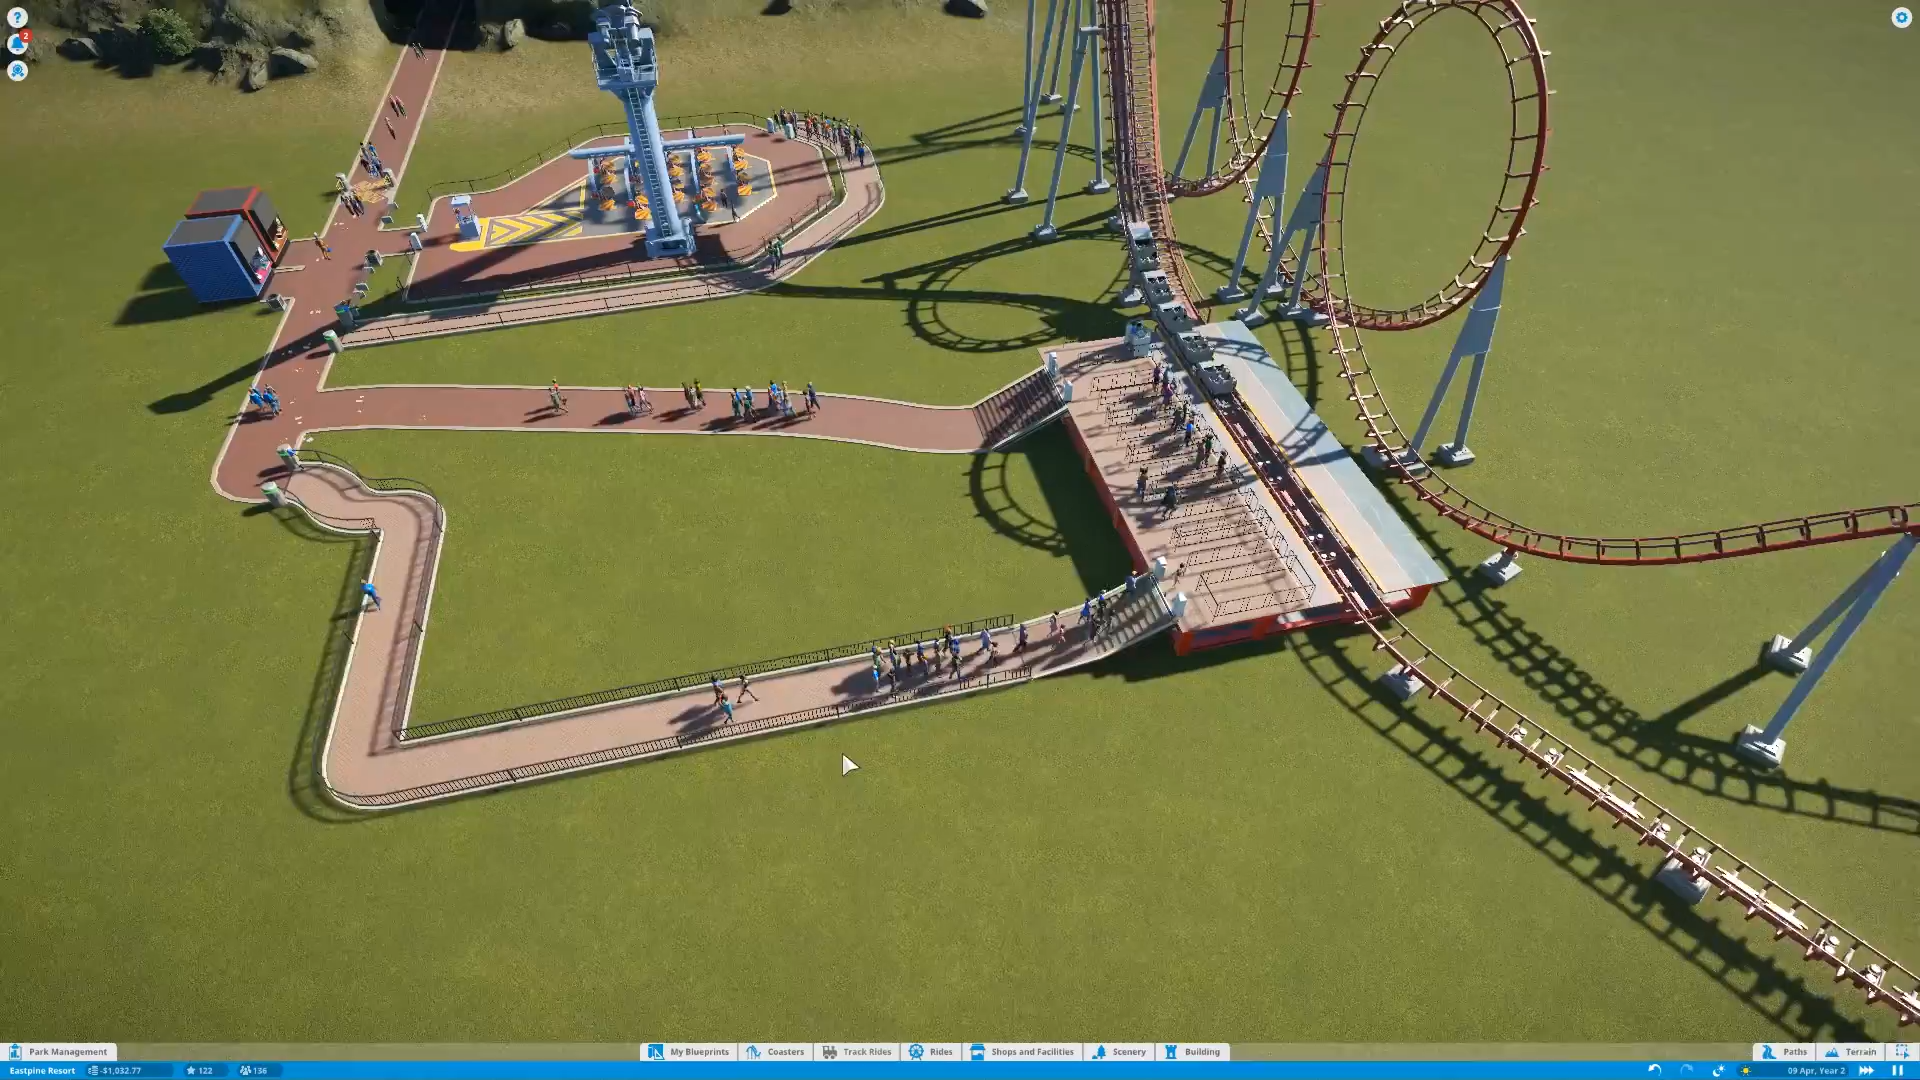 ?
2
Park Management
My Blueprints
Coasters
Track Rides
Rides
Shops and Facilities
Scenery
Building
Paths
Terrain
Eastpine Resort
-$1,032.77
122
136
09 Apr, Year 2